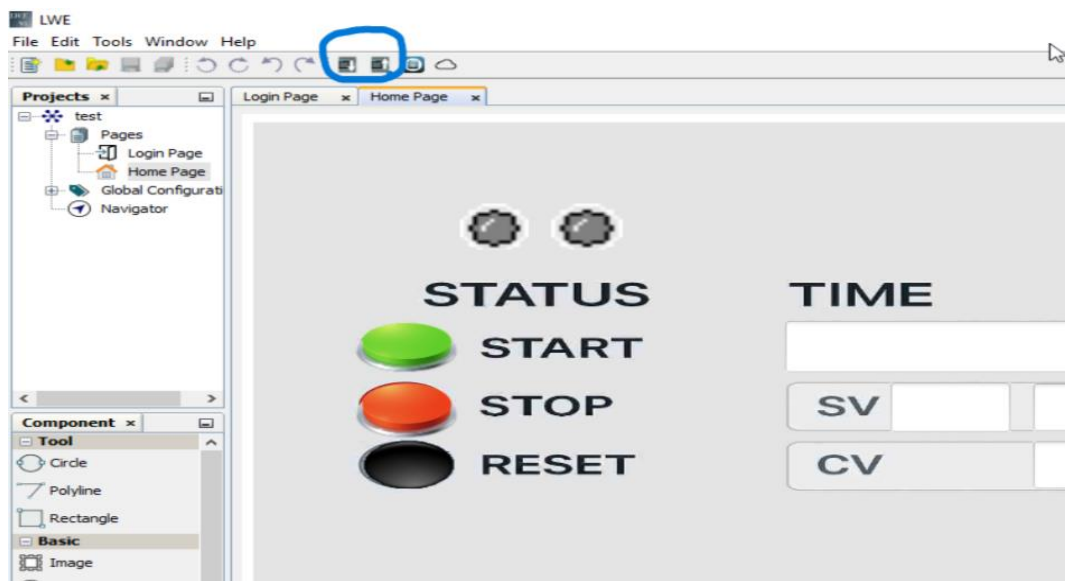 LWE
File Edit Tools Window Help
Projects
Login Page
Home Page
test
Pages
Login Page
Home Page
Global Configurati
Navigator
STATUS
TIME
START
STOP
SV
RESET
CV
Component
Tool
Circle
Polyline
Rectangle
Basic
Image